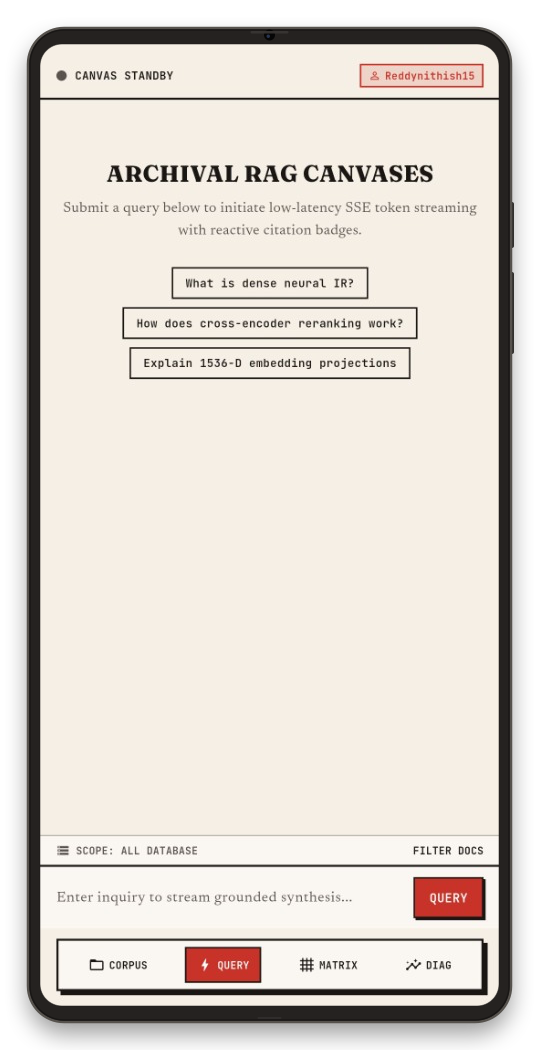 CANVAS STANDBY
Reddynithish15
ARCHIVAL RAG CANVASES
Submit a query below to initiate low-latency SSE token streaming
with reactive citation badges.
What is dense neural IR?
How does cross-encoder reranking work?
Explain 1536-D embedding projections
SCOPE: ALL DATABASE
FILTER DOCS
Enter inquiry to stream grounded synthesis...
QUERY
CORPUS
QUERY
MATRIX
DIAG